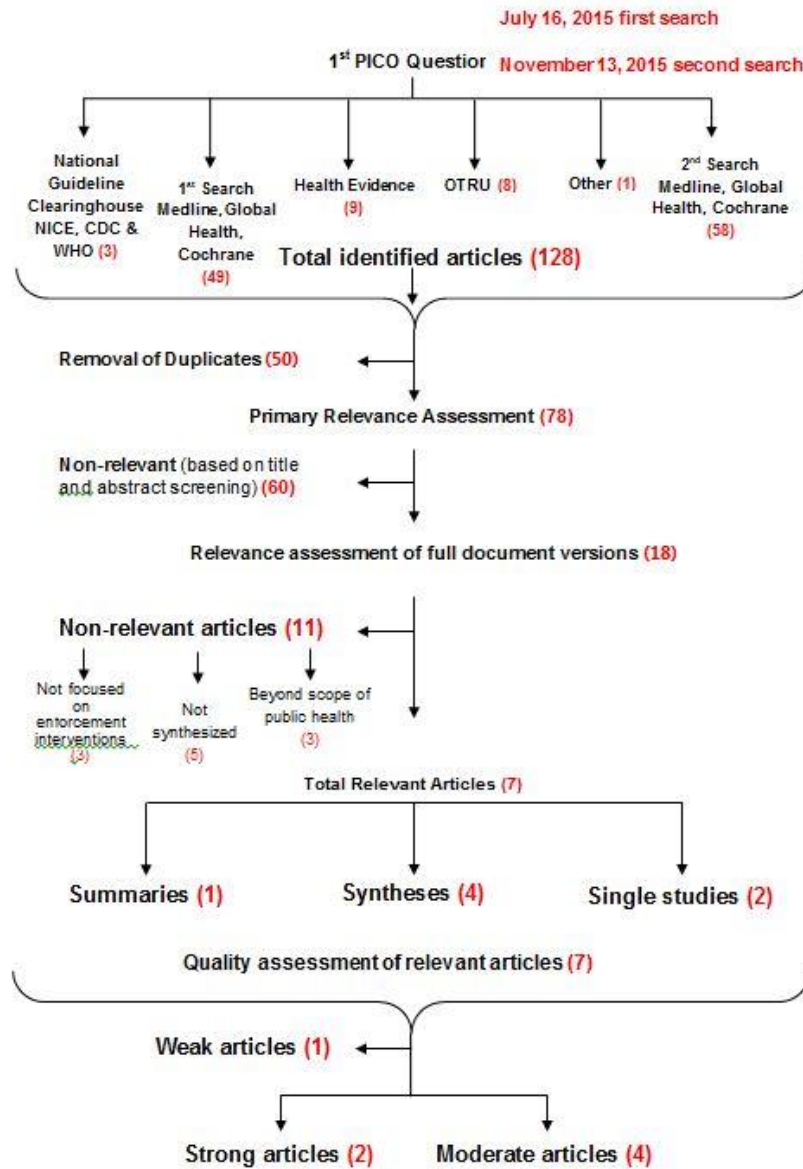 July 16, 2015 first search
1st PICO Question
November 13, 2015 second search
National
Guideline
Clearinghouse
NICE, CDC &
WHO (3)
1st Search
Medline, Global
Health,
Cochrane
(49)
Health Evidence
(9)
OTRU (8)
Other (1)
2nd Search
Medline, Global
Health, Cochrane
(58)
Total identified articles (128)
Removal of Duplicates (50)
Primary Relevance Assessment (78)
Non-relevant (based on title
and abstract screening) (60)
Relevance assessment of full document versions (18)
Non-relevant articles (11)
Not focused
on
enforcement
interventions
(3)
Not
synthesized
(5)
Beyond scope of
public health
(3)
Total Relevant Articles (7)
Summaries (1)
Syntheses (4)
Single studies (2)
Quality assessment of relevant articles (7)
Weak articles (1)
Strong articles (2)
Moderate articles (4)